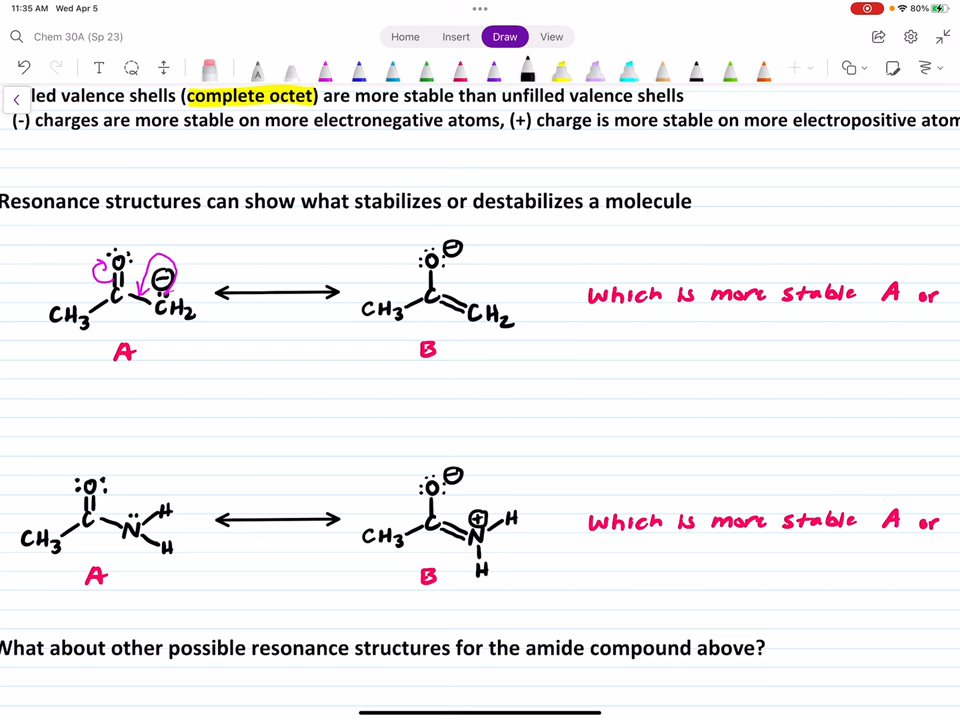 11:35 AM Wed Apr 5
80%
Chem 30A (Sp 23)
Home Insert Draw View
led valence shells (complete octet) are more stable than unfilled valence shells
(-) charges are more stable on more electronegative atoms, (+) charge is more stable on more electropositive atom
Resonance structures can show what stabilizes or destabilizes a molecule
:O:
C
CH3
CH2
⊖
A
:O: ⊖
C
CH3
CH2
B
Which is more stable A or
:O:
C
CH3
N
H
H
A
:O: ⊖
C
CH3
N ⊕
H
H
B
Which is more stable A or
What about other possible resonance structures for the amide compound above?